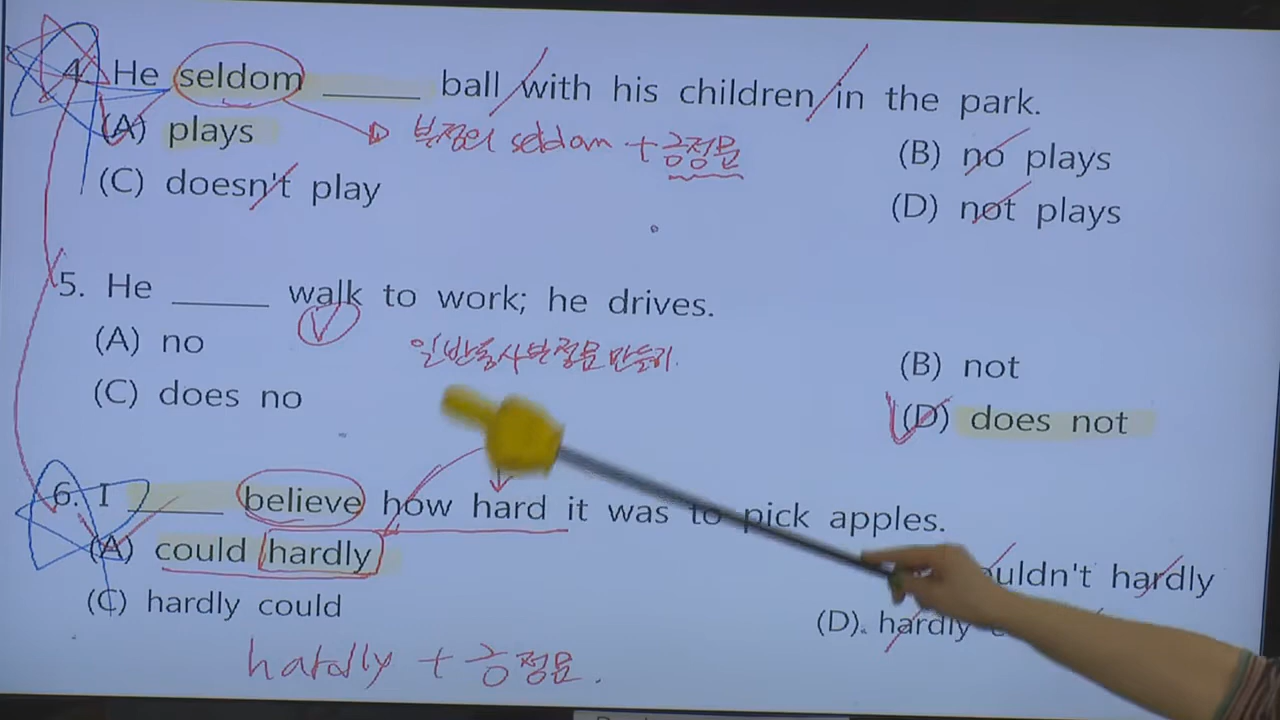 4. He seldom ______ ball with his children in the park.
(A) plays
부정의 seldom + 긍정문
(B) no plays
(C) doesn't play
(D) not plays
5. He ______ walk to work; he drives.
V
(A) no
일반동사부정문만들기.
(B) not
(C) does no
(D) does not
6. I ______ believe how hard it was to pick apples.
(A) could hardly
uldn't hardly
(C) hardly could
(D). hardly
hardly + 긍정문.